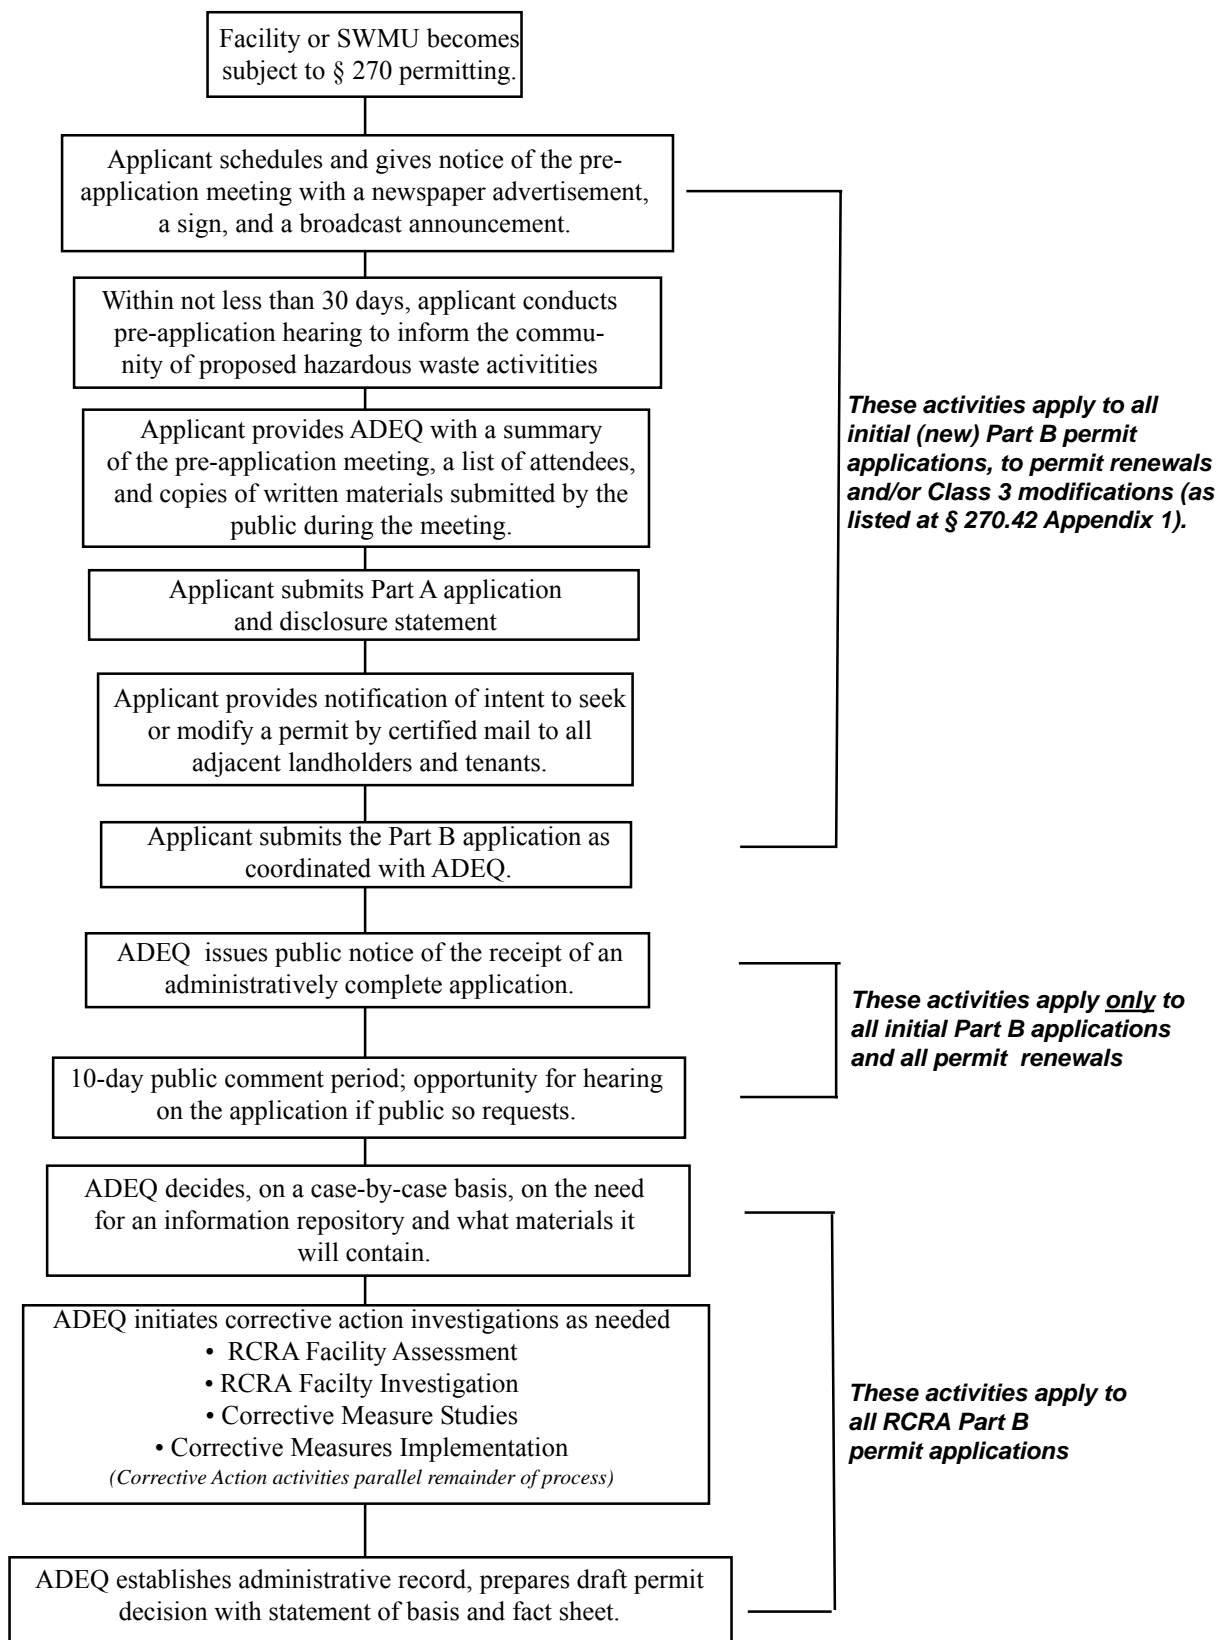 Facility or SWMU becomes
subject to § 270 permitting.
Applicant schedules and gives notice of the pre-
application meeting with a newspaper advertisement,
a sign, and a broadcast announcement.
Within not less than 30 days, applicant conducts
pre-application hearing to inform the commu-
nity of proposed hazardous waste activitities
Applicant provides ADEQ with a summary
of the pre-application meeting, a list of attendees,
and copies of written materials submitted by the
public during the meeting.
Applicant submits Part A application
and disclosure statement
Applicant provides notification of intent to seek
or modify a permit by certified mail to all
adjacent landholders and tenants.
Applicant submits the Part B application as
coordinated with ADEQ.
These activities apply to all
initial (new) Part B permit
applications, to permit renewals
and/or Class 3 modifications (as
listed at § 270.42 Appendix 1).
ADEQ issues public notice of the receipt of an
administratively complete application.
10-day public comment period; opportunity for hearing
on the application if public so requests.
These activities apply only to
all initial Part B applications
and all permit renewals
ADEQ decides, on a case-by-case basis, on the need
for an information repository and what materials it
will contain.
ADEQ initiates corrective action investigations as needed
• RCRA Facility Assessment
• RCRA Facilty Investigation
• Corrective Measure Studies
• Corrective Measures Implementation
(Corrective Action activities parallel remainder of process)
ADEQ establishes administrative record, prepares draft permit
decision with statement of basis and fact sheet.
These activities apply to
all RCRA Part B
permit applications